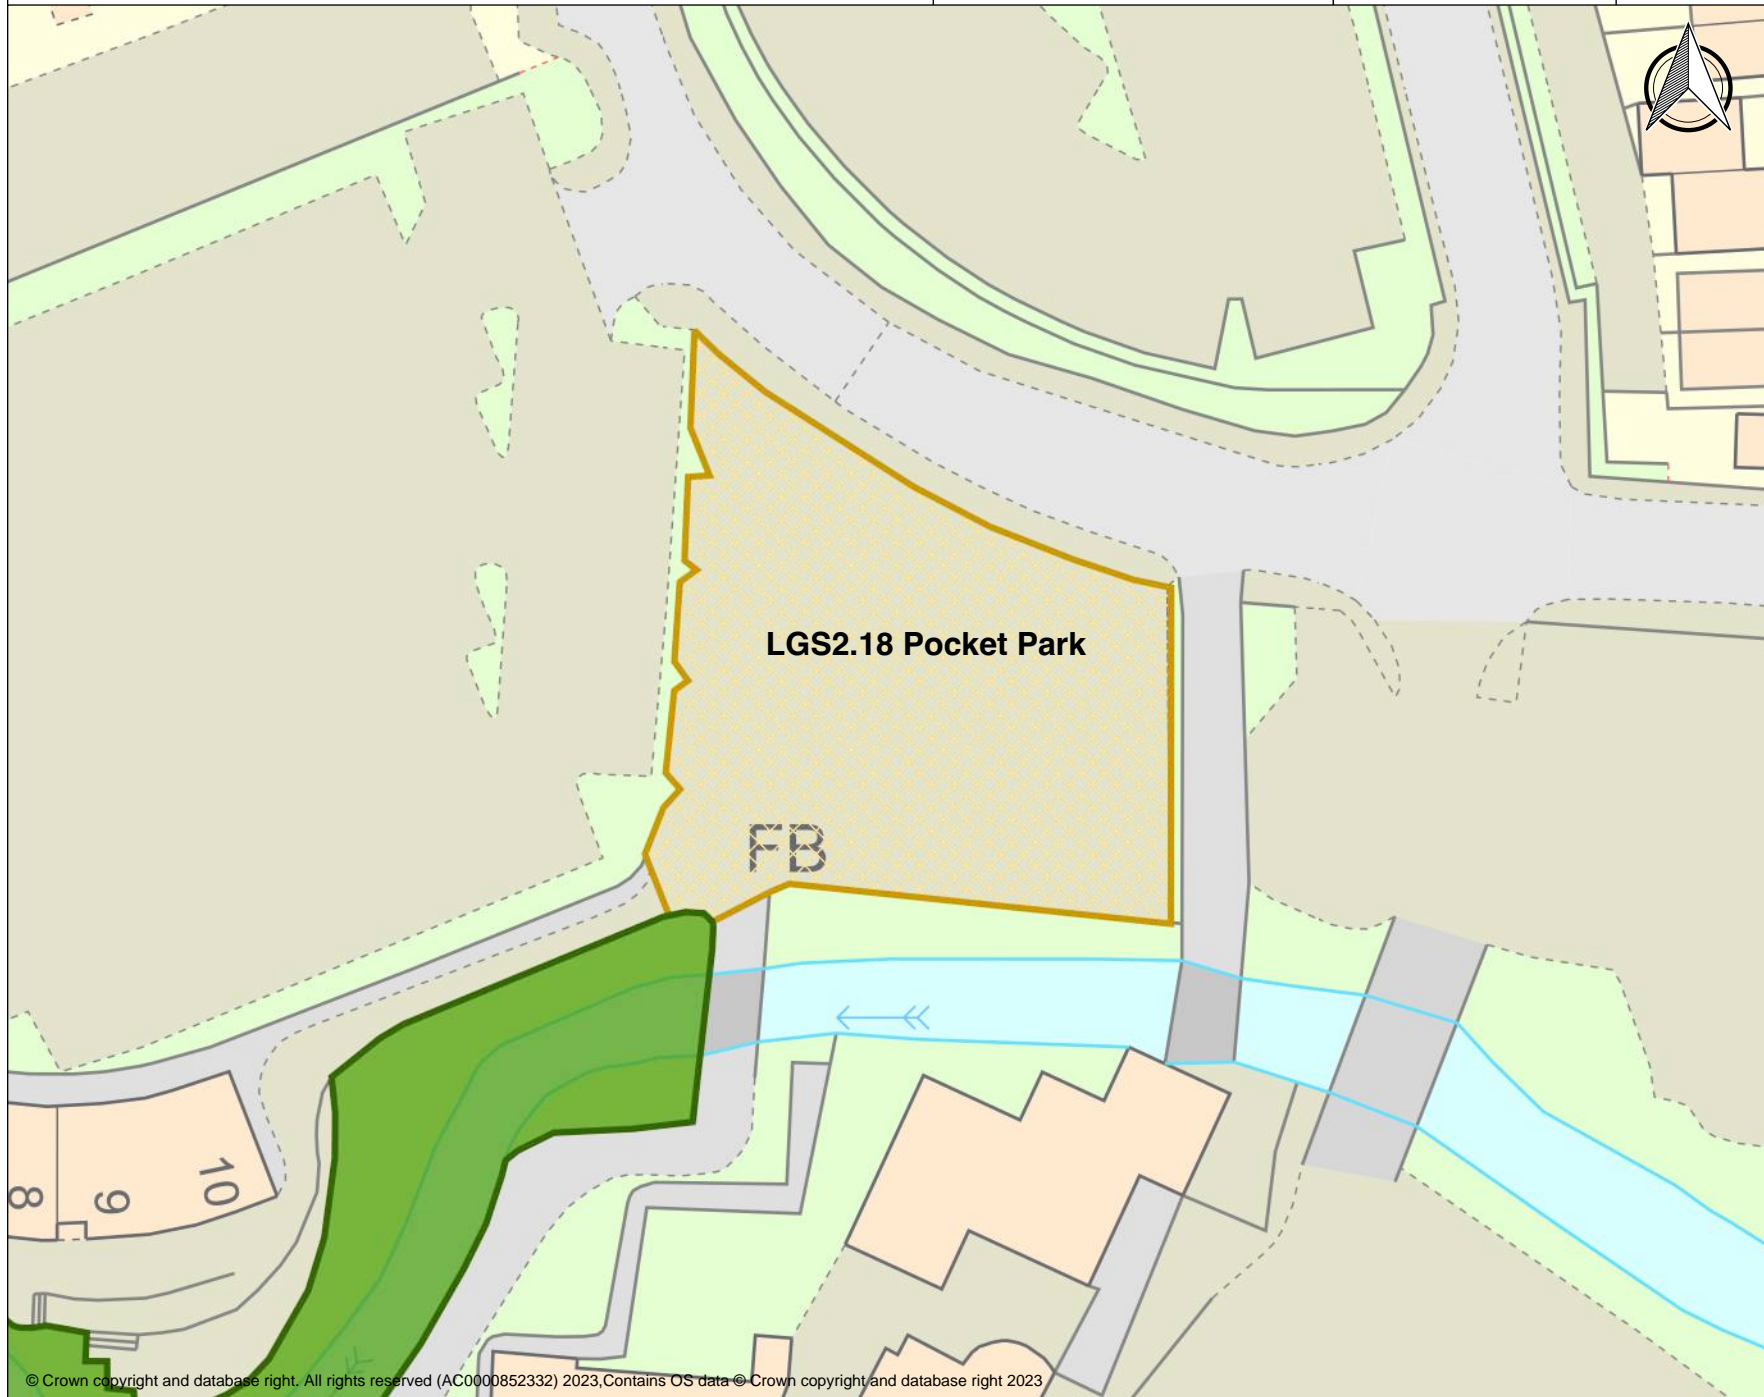 LGS2.18 Pocket Park
FB
10
9
8
© Crown copyright and database right. All rights reserved (AC0000852332) 2023,Contains OS data © Crown copyright and database right 2023